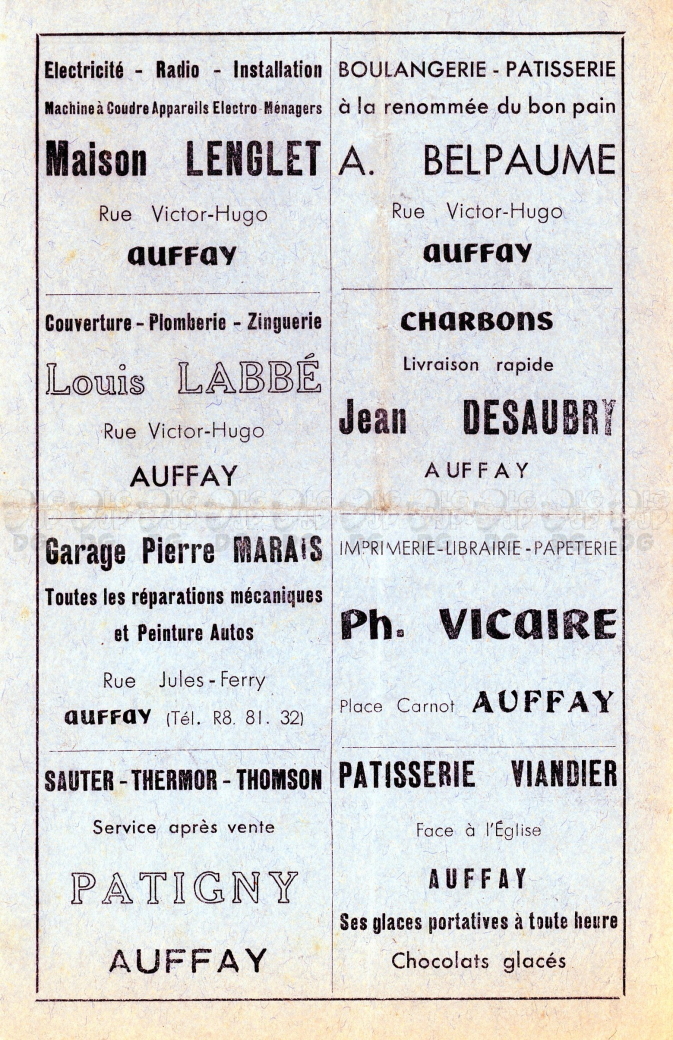 Electricité - Radio - Installation
Machine à Coudre Appareils Electro-Ménagers
Maison LENGLET
Rue Victor-Hugo
AUFFAY
Couverture - Plomberie - Zinguerie
Louis LABBÉ
Rue Victor-Hugo
AUFFAY
Garage Pierre MARAIS
Toutes les réparations mécaniques
et Peinture Autos
Rue Jules-Ferry
AUFFAY (Tél. R8. 81. 32)
SAUTER - THERMOR - THOMSON
Service après vente
PATIGNY
AUFFAY
BOULANGERIE - PATISSERIE
à la renommée du bon pain
A. BELPAUME
Rue Victor-Hugo
AUFFAY
CHARBONS
Livraison rapide
Jean DESAUBRY
AUFFAY
IMPRIMERIE-LIBRAIRIE-PAPETERIE
Ph. VICAIRE
Place Carnot AUFFAY
PATISSERIE VIANDIER
Face à l'Église
AUFFAY
Ses glaces portatives à toute heure
Chocolats glacés